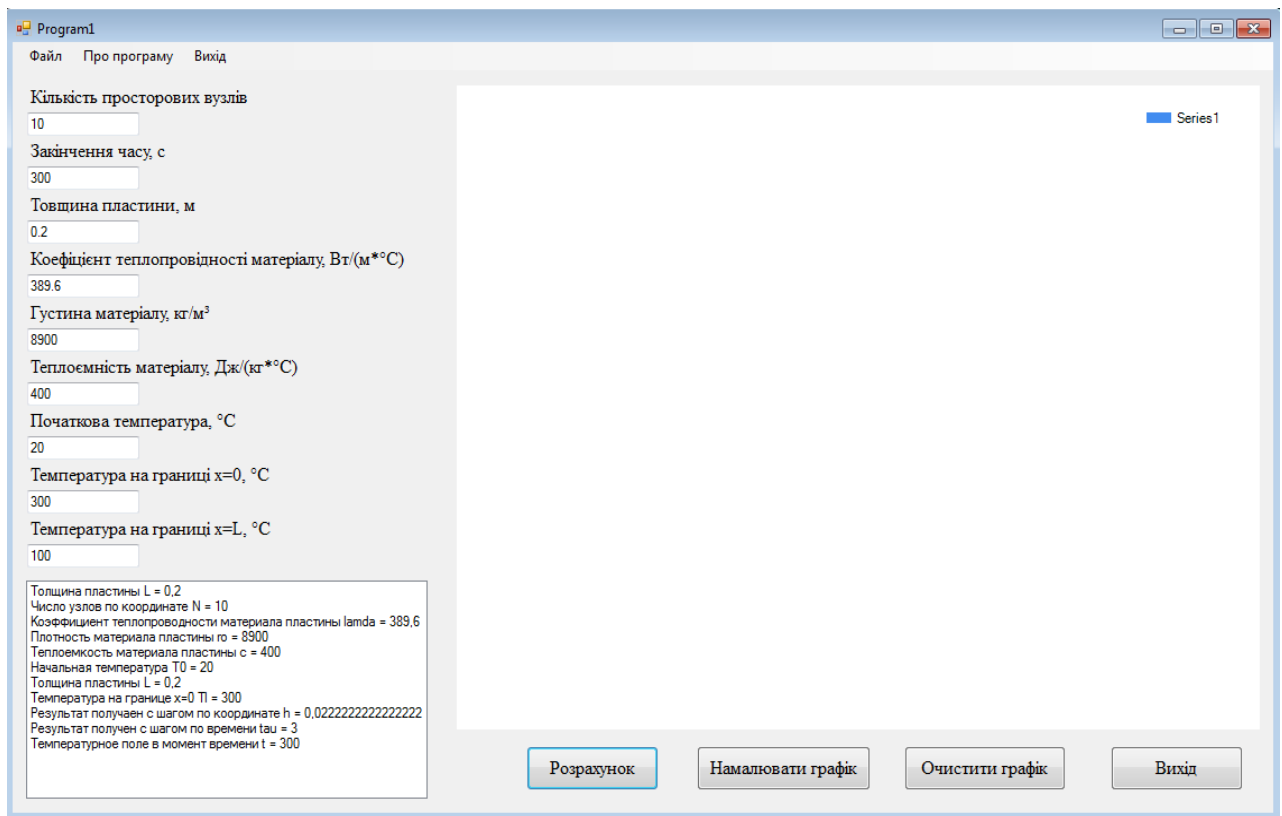 Program1
Файл Про програму Вихід
Кількість просторових вузлів
10
Закінчення часу, с
300
Товщина пластини, м
0.2
Коефіцієнт теплопровідності матеріалу, Вт/(м*°C)
389.6
Густина матеріалу, кг/м³
8900
Теплоємність матеріалу, Дж/(кг*°C)
400
Початкова температура, °C
20
Температура на границі x=0, °C
300
Температура на границі x=L, °C
100
Толщина пластины L = 0,2
Число узлов по координате N = 10
Коэффициент теплопроводности материала пластины lamda = 389,6
Плотность материала пластины ro = 8900
Теплоемкость материала пластины c = 400
Начальная температура T0 = 20
Толщина пластины L = 0,2
Температура на границе x=0 Tl = 300
Результат получаен с шагом по координате h = 0,0222222222222222
Результат получен с шагом по времени tau = 3
Температурное поле в момент времени t = 300
Series1
Розрахунок Намалювати графік Очистити графік Вихід